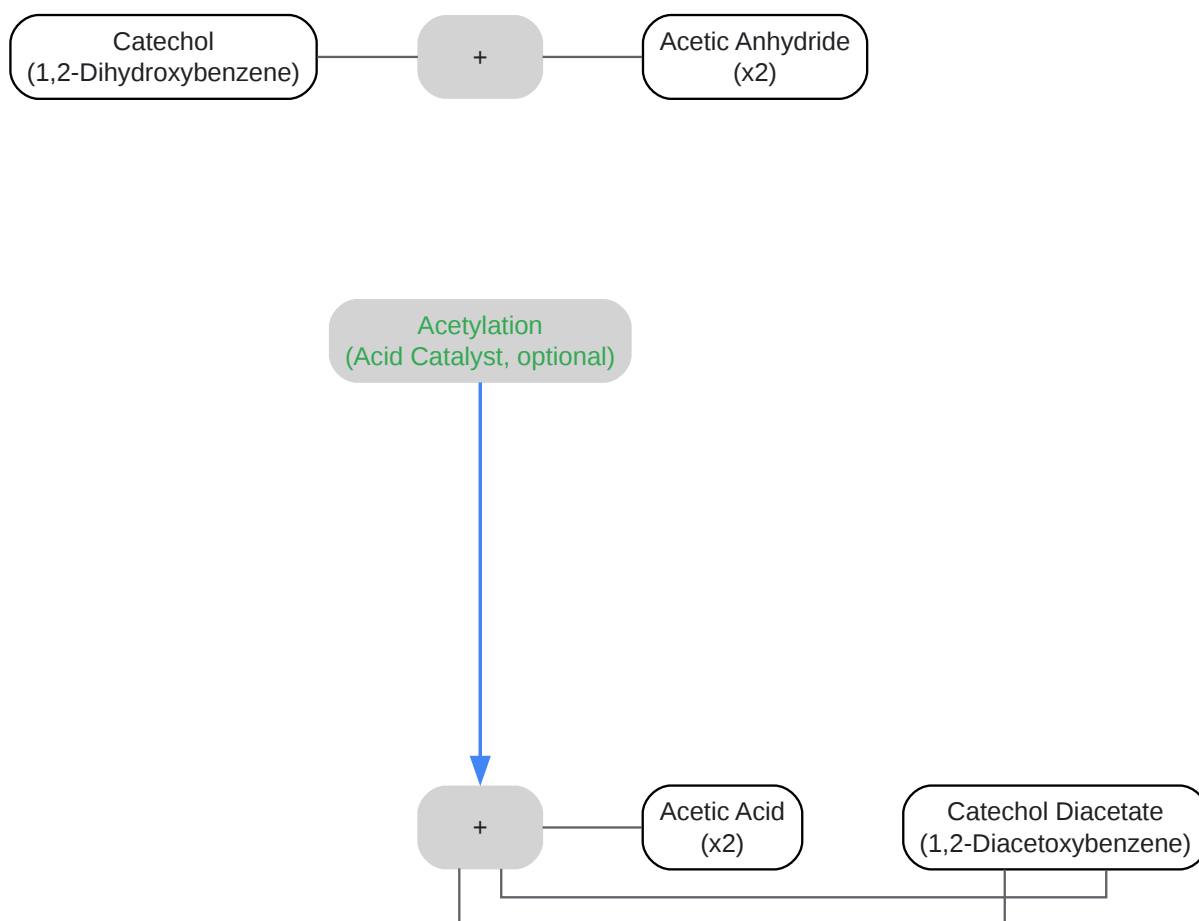 Catechol
(1,2-Dihydroxybenzene)
+
Acetic Anhydride
(x2)
Acetylation
(Acid Catalyst, optional)
+
Acetic Acid
(x2)
Catechol Diacetate
(1,2-Diacetoxybenzene)